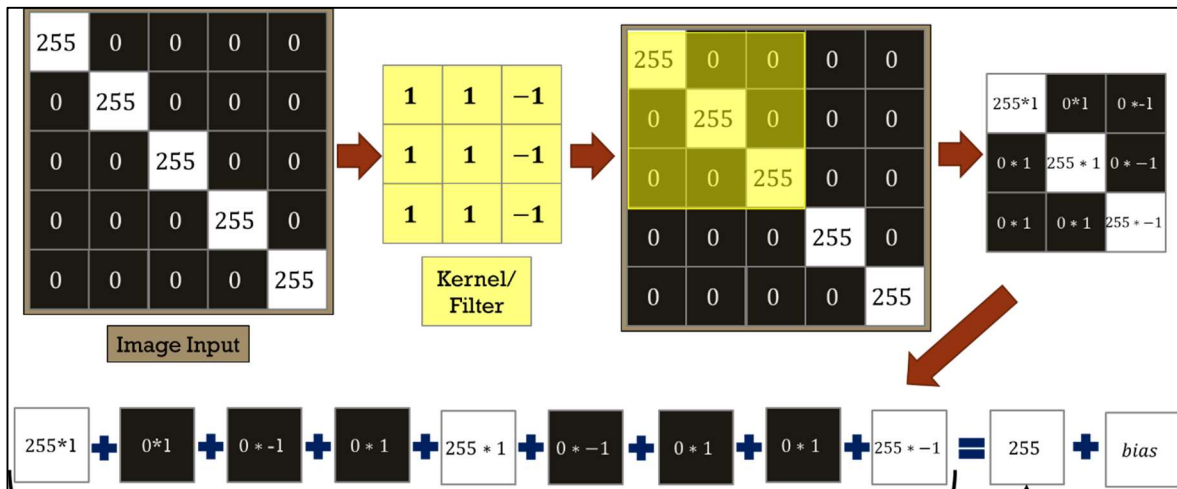 255 0 0 0 0
0 255 0 0 0
0 0 255 0 0
0 0 0 255 0
0 0 0 0 255
Image Input
1 1 −1
1 1 −1
1 1 −1
Kernel/
Filter
255 0 0 0 0
0 255 0 0 0
0 0 255 0 0
0 0 0 255 0
0 0 0 0 255
255*1 0*1 0 *-1
0 * 1 255 * 1 0 * −1
0 * 1 0 * 1 255 * −1
255*1 + 0*1 + 0 * -1 + 0 * 1 + 255 * 1 + 0 * −1 + 0 * 1 + 0 * 1 + 255 * −1 = 255 + bias